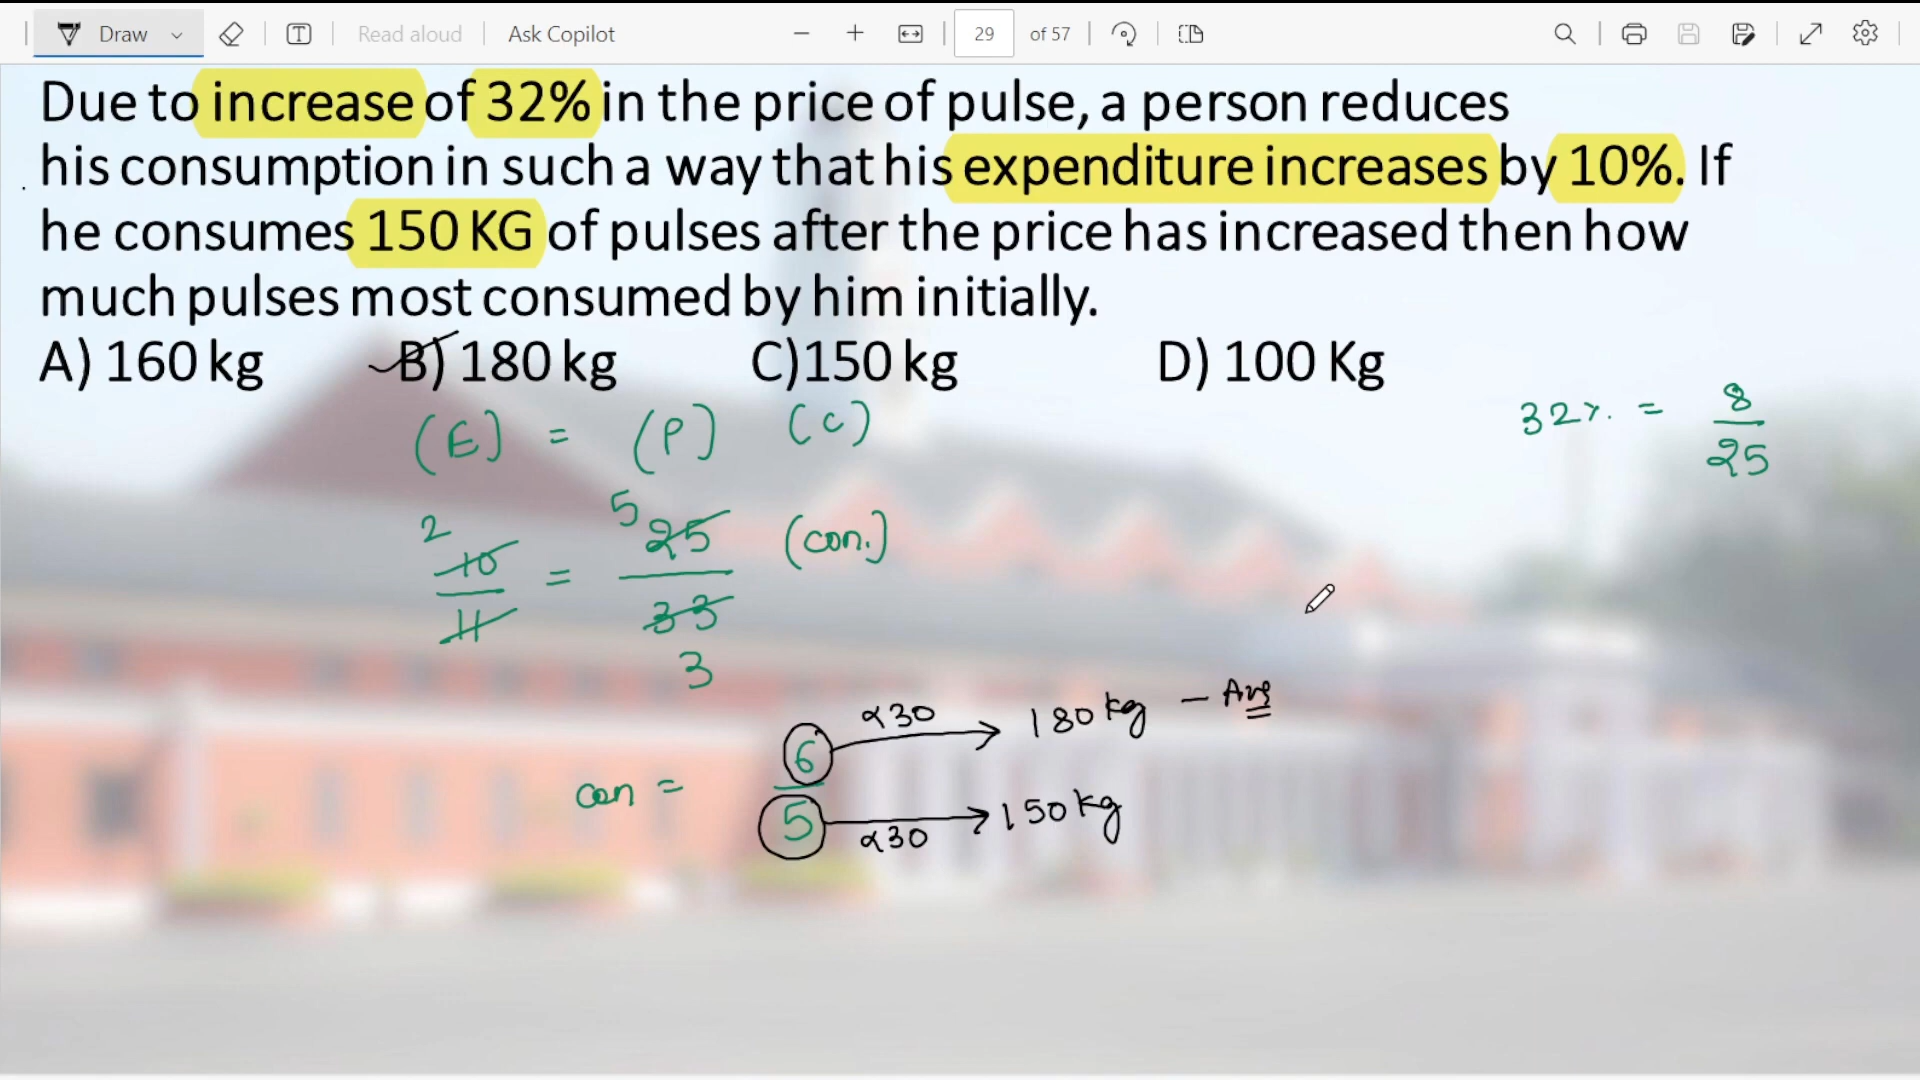 Draw
Read aloud
Ask Copilot
29 of 57
Due to increase of 32% in the price of pulse, a person reduces
his consumption in such a way that his expenditure increases by 10%. If
he consumes 150 KG of pulses after the price has increased then how
much pulses most consumed by him initially.
A) 160 kg B) 180 kg C)150 kg D) 100 Kg
(E) = (P) (C)
32%. = 8
25
2 10 = 5 25 (con.)
11 33
3
con = 6 x30 180 kg - Ans
5 x30 150 kg